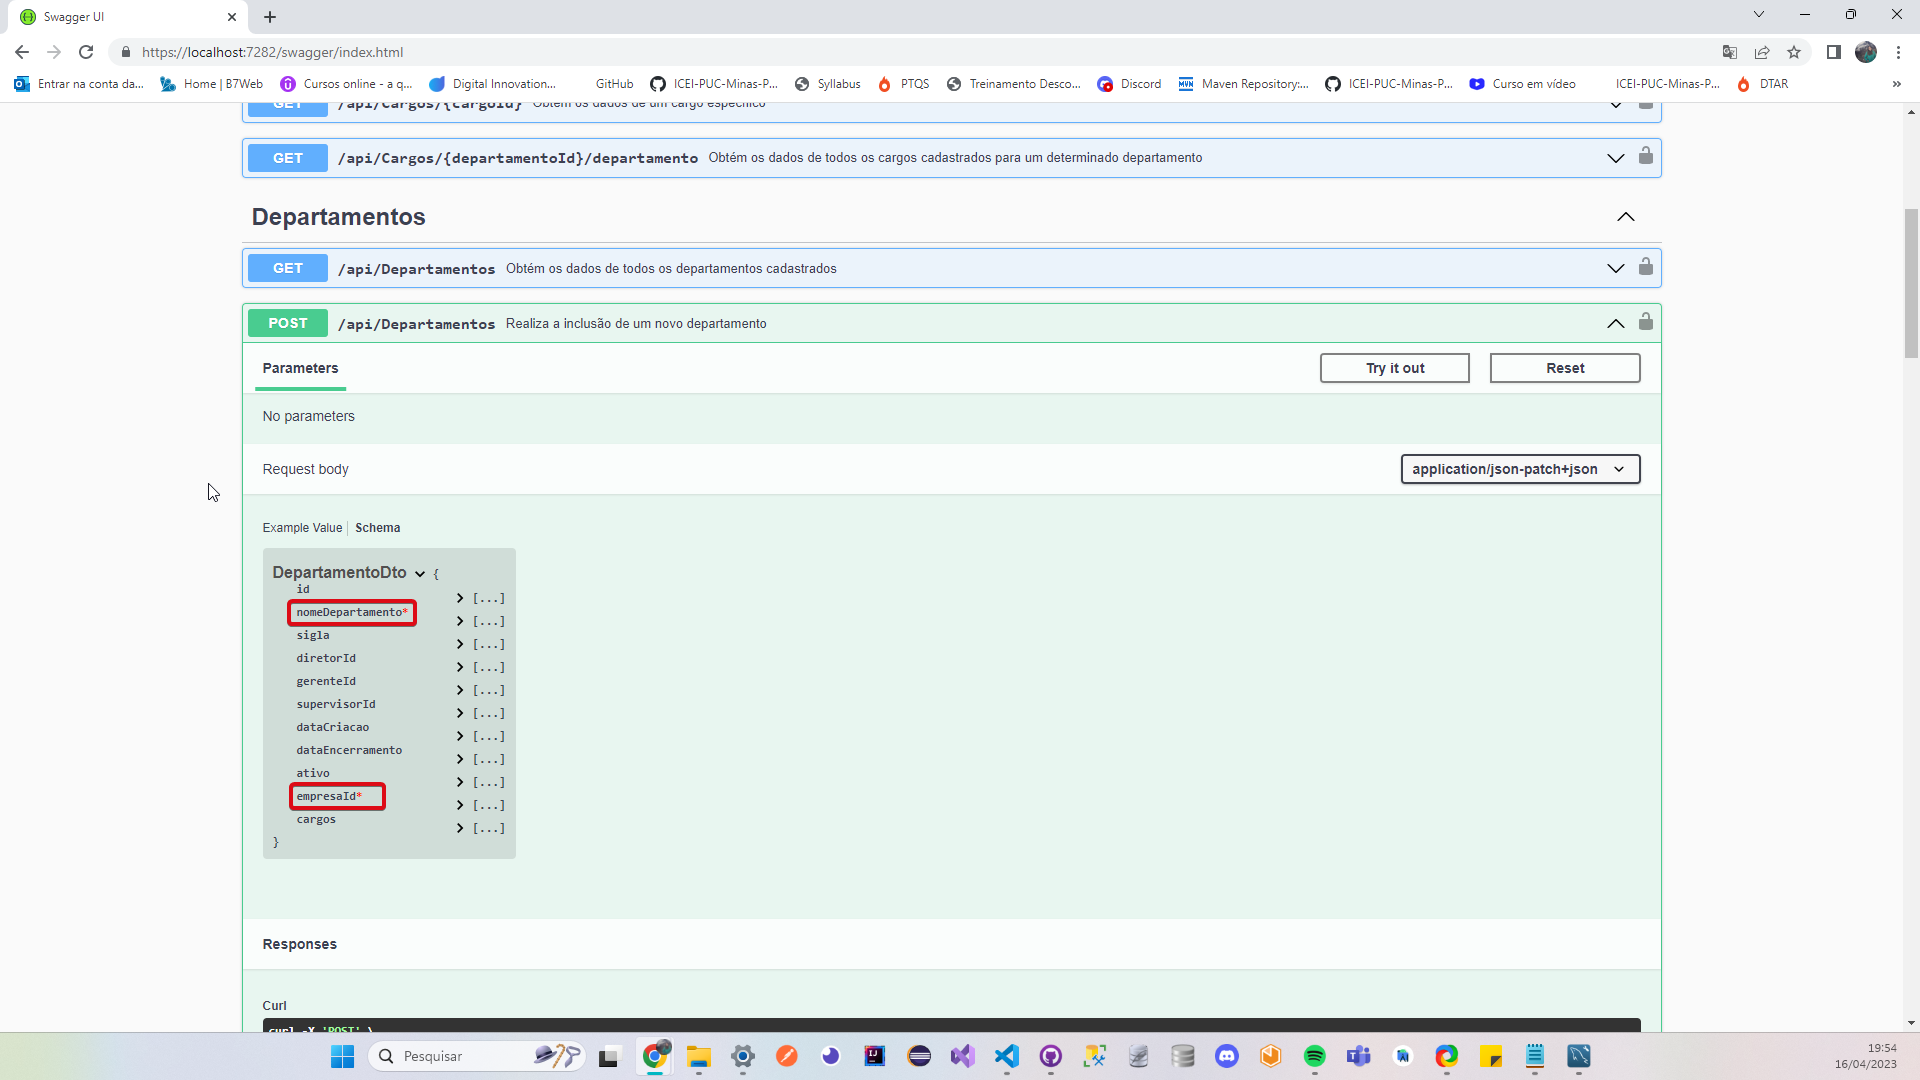 Swagger UI
https://localhost:7282/swagger/index.html
Entrar na conta da... Home | B7Web Cursos online - a q... Digital Innovation... GitHub ICEI-PUC-Minas-P... Syllabus PTQS Treinamento Desco... Discord Maven Repository:... ICEI-PUC-Minas-P... Curso em vídeo ICEI-PUC-Minas-P... DTAR »
GET /api/Cargos/{cargoId} Obtém os dados de um cargo específico
GET /api/Cargos/{departamentoId}/departamento Obtém os dados de todos os cargos cadastrados para um determinado departamento
Departamentos
GET /api/Departamentos Obtém os dados de todos os departamentos cadastrados
POST /api/Departamentos Realiza a inclusão de um novo departamento
Parameters Try it out Reset
No parameters
Request body application/json-patch+json
Example Value Schema
DepartamentoDto {
id [...]
nomeDepartamento* [...]
sigla [...]
diretorId [...]
gerenteId [...]
supervisorId [...]
dataCriacao [...]
dataEncerramento [...]
ativo [...]
empresaId* [...]
cargos [...]
}
Responses
Curl
curl -X 'POST' \
Pesquisar
19:54
16/04/2023